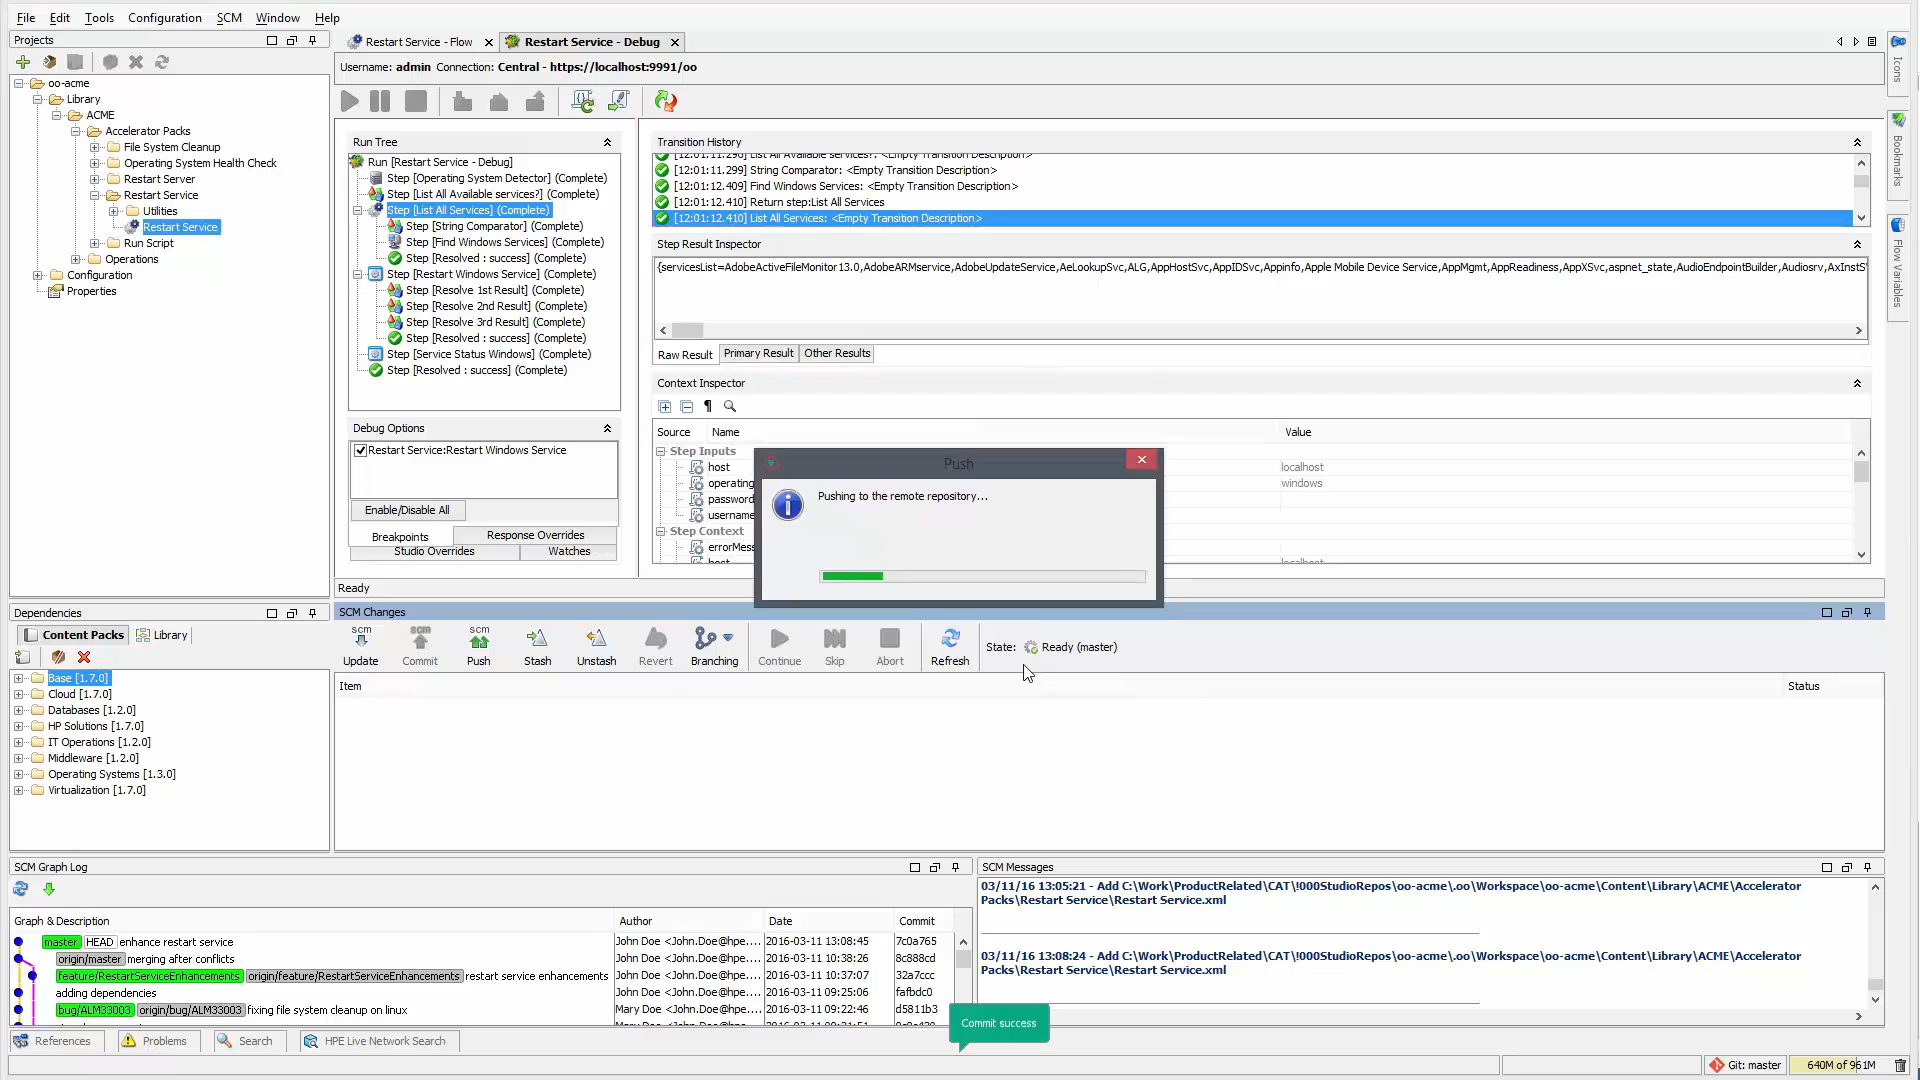 File Edit Tools Configuration SCM Window Help
Projects
Restart Service - Flow
Restart Service - Debug
Username: admin Connection: Central - https://localhost:9991/oo
oo-acme
Library
ACME
Accelerator Packs
File System Cleanup
Operating System Health Check
Restart Server
Restart Service
Utilities
Restart Service
Run Script
Operations
Configuration
Properties
Run Tree
Run [Restart Service - Debug]
Step [Operating System Detector] (Complete)
Step [List All Available services?] (Complete)
Step [List All Services] (Complete)
Step [String Comparator] (Complete)
Step [Find Windows Services] (Complete)
Step [Resolved : success] (Complete)
Step [Restart Windows Service] (Complete)
Step [Resolve 1st Result] (Complete)
Step [Resolve 2nd Result] (Complete)
Step [Resolve 3rd Result] (Complete)
Step [Resolved : success] (Complete)
Step [Service Status Windows] (Complete)
Step [Resolved : success] (Complete)
Debug Options
Restart Service:Restart Windows Service
Enable/Disable All
Breakpoints
Response Overrides
Studio Overrides
Watches
Transition History
[12:01:11.298] List All Available services?: <Empty Transition Description>
[12:01:11.299] String Comparator: <Empty Transition Description>
[12:01:12.409] Find Windows Services: <Empty Transition Description>
[12:01:12.410] Return step:List All Services
[12:01:12.410] List All Services: <Empty Transition Description>
Step Result Inspector
{servicesList=AdobeActiveFileMonitor13.0,AdobeARMservice,AdobeUpdateService,AeLookupSvc,ALG,AppHostSvc,AppIDSvc,Appinfo,Apple Mobile Device Service,AppMgmt,AppReadiness,AppXSvc,aspnet_state,AudioEndpointBuilder,Audiosrv,AxInstS
Raw Result
Primary Result
Other Results
Context Inspector
Source Name Value
Step Inputs
host localhost
operating windows
password
username
Step Context
errorMess
host localhost
Push
Pushing to the remote repository...
Icons
Bookmarks
Flow Variables
Ready
SCM Changes
SCM Update
SCM Commit
SCM Push
Stash
Unstash
Revert
Branching
Continue
Skip
Abort
Refresh
State: Ready (master)
Item Status
Dependencies
Content Packs
Library
Base [1.7.0]
Cloud [1.7.0]
Databases [1.2.0]
HP Solutions [1.7.0]
IT Operations [1.2.0]
Middleware [1.2.0]
Operating Systems [1.3.0]
Virtualization [1.7.0]
SCM Graph Log
Graph & Description Author Date Commit
master HEAD enhance restart service John Doe <John.Doe@hpe.... 2016-03-11 13:08:45 7c0a765
origin/master merging after conflicts John Doe <John.Doe@hpe.... 2016-03-11 10:38:26 8c888cd
feature/RestartServiceEnhancements origin/feature/RestartServiceEnhancements restart service enhancements John Doe <John.Doe@hpe.... 2016-03-11 10:37:07 32a7ccc
adding dependencies John Doe <John.Doe@hpe.... 2016-03-11 09:25:06 fafbdc0
bug/ALM33003 origin/bug/ALM33003 fixing file system cleanup on linux Mary Doe <Mary.Doe@hpe.... 2016-03-11 09:22:46 d5811b3
SCM Messages
03/11/16 13:05:21 - Add C:\Work\ProductRelated\CAT\!000StudioRepos\oo-acme\.oo\Workspace\oo-acme\Content\Library\ACME\Accelerator
Packs\Restart Service\Restart Service.xml
03/11/16 13:08:24 - Add C:\Work\ProductRelated\CAT\!000StudioRepos\oo-acme\.oo\Workspace\oo-acme\Content\Library\ACME\Accelerator
Packs\Restart Service\Restart Service.xml
Commit success
References
Problems
Search
HPE Live Network Search
Git: master
640M of 961M